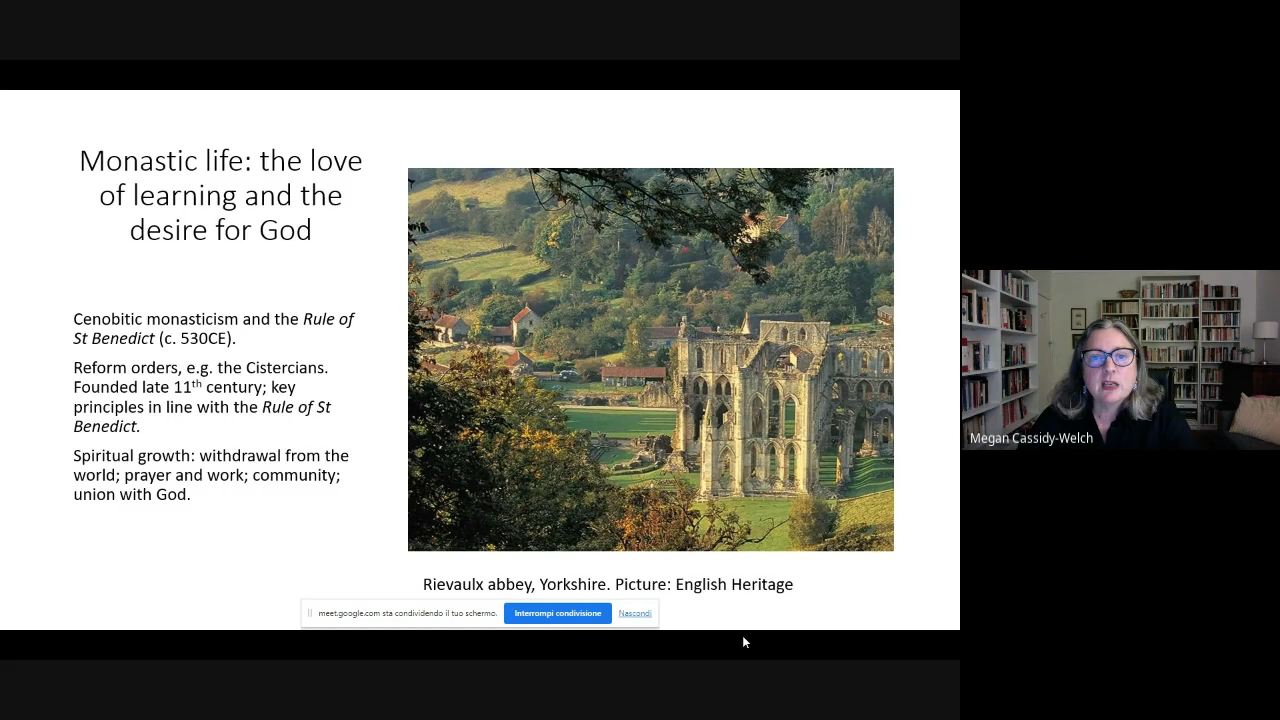 Monastic life: the love
of learning and the
desire for God
Cenobitic monasticism and the Rule of
St Benedict (c. 530CE).
Reform orders, e.g. the Cistercians.
Founded late 11th century; key
principles in line with the Rule of St
Benedict.
Spiritual growth: withdrawal from the
world; prayer and work; community;
union with God.
Rievaulx abbey, Yorkshire. Picture: English Heritage
meet.google.com sta condividendo il tuo schermo. Interrompi condivisione Nascondi
Megan Cassidy-Welch